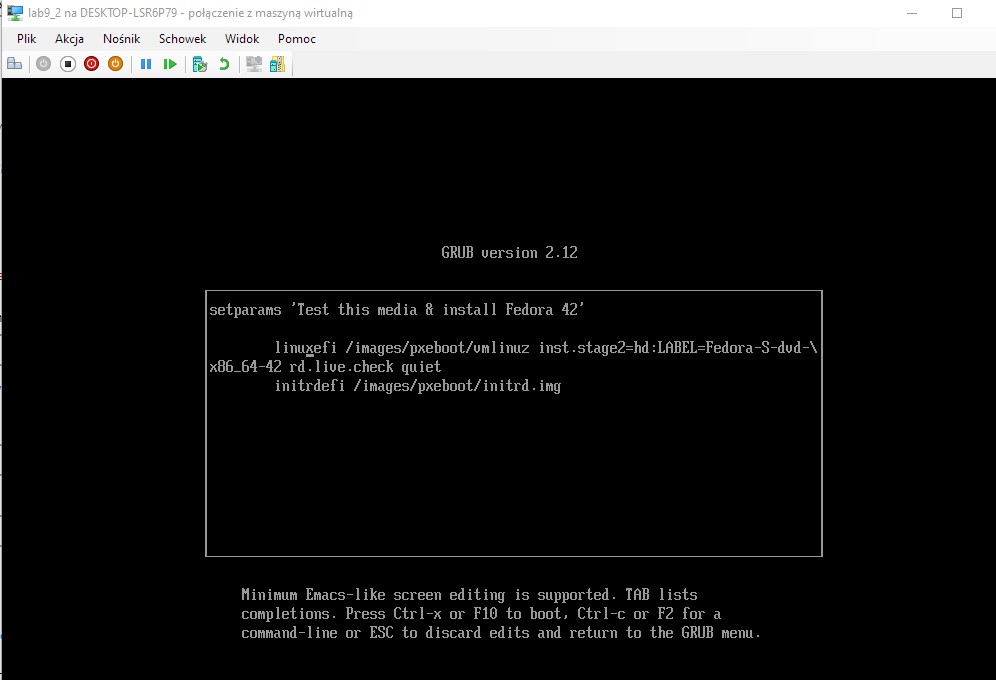 lab9_2 na DESKTOP-LSR6P79 - połączenie z maszyną wirtualną
Plik Akcja Nośnik Schowek Widok Pomoc
GRUB version 2.12
setparams 'Test this media & install Fedora 42'
linuxefi /images/pxeboot/vmlinuz inst.stage2=hd:LABEL=Fedora-S-dvd-\
x86_64-42 rd.live.check quiet
initrdefi /images/pxeboot/initrd.img
Minimum Emacs-like screen editing is supported. TAB lists
completions. Press Ctrl-x or F10 to boot, Ctrl-c or F2 for a
command-line or ESC to discard edits and return to the GRUB menu.